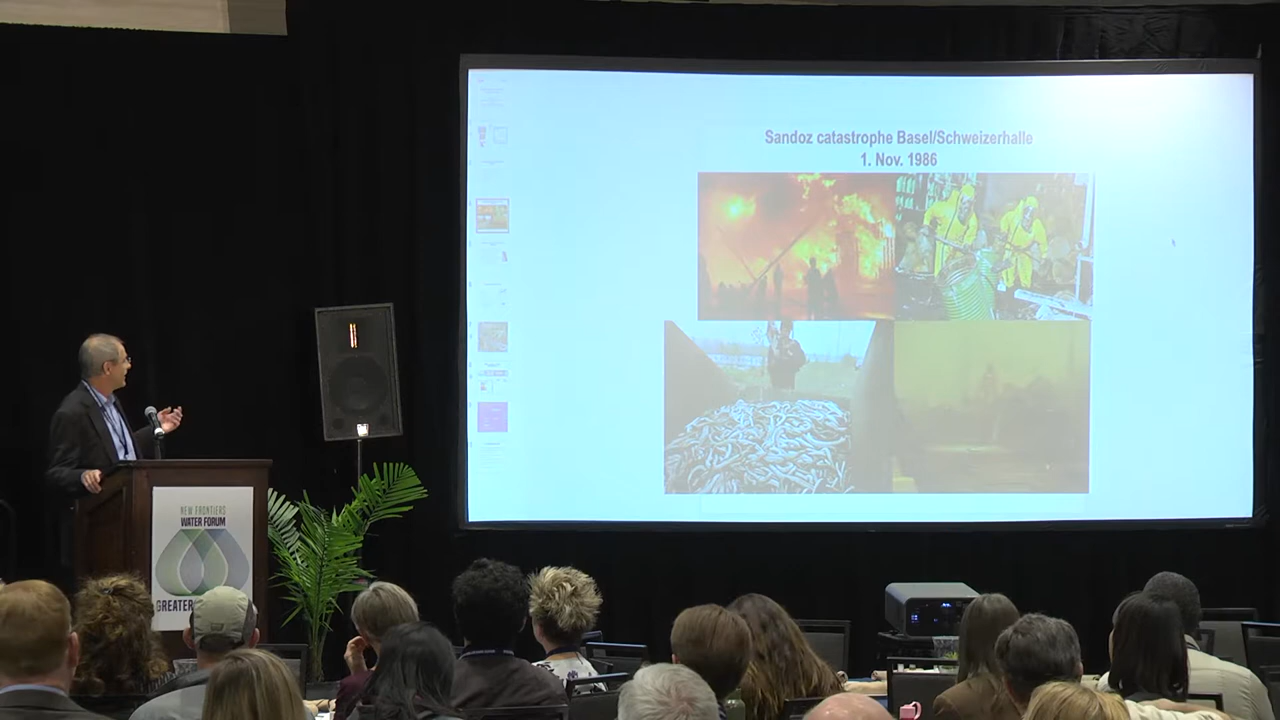 Sandoz catastrophe Basel/Schweizerhalle
1. Nov. 1986
NEW FRONTIERS
WATER FORUM
GREATER